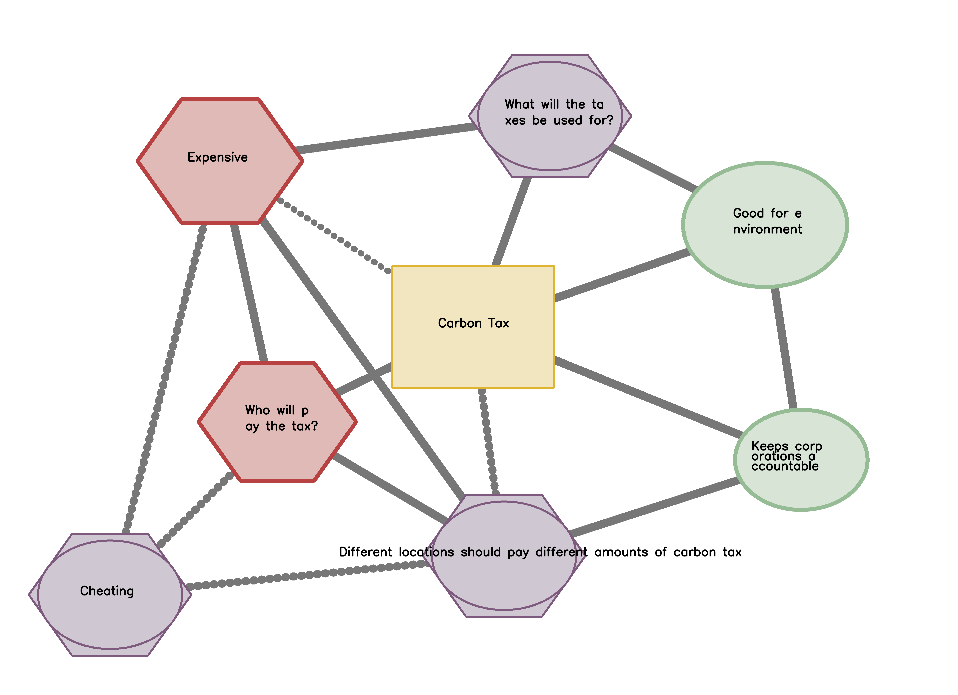 What will the ta
xes be used for?
Expensive
Good for e
nvironment
Carbon Tax
Who will p
ay the tax?
Keeps corp
orations a
ccountable
Different locations should pay different amounts of carbon tax
Cheating